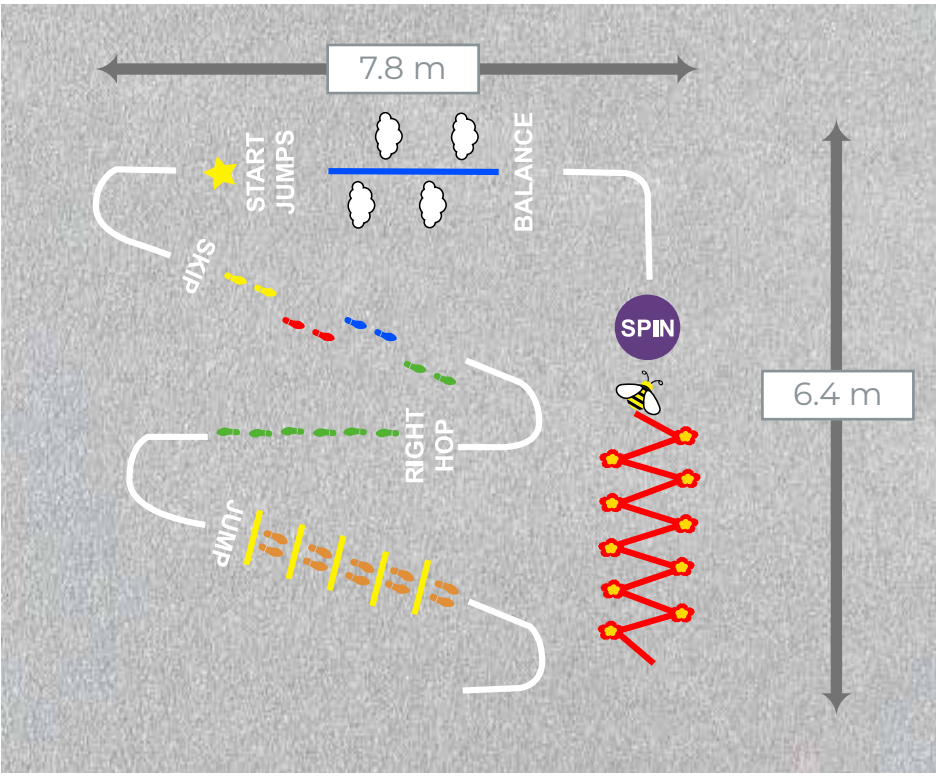 7.8 m
START
JUMPS
BALANCE
SKIP
SPIN
6.4 m
RIGHT
HOP
JUMP